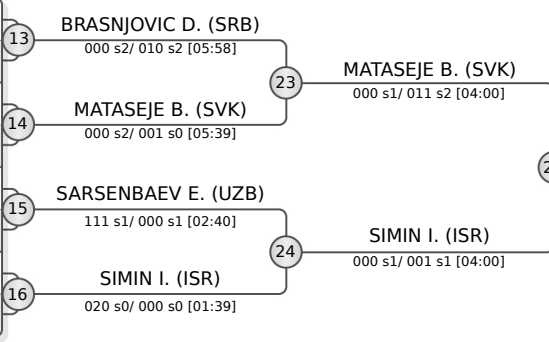 13
BRASNJOVIC D. (SRB)
000 s2/ 010 s2 [05:58]
23
MATASEJE B. (SVK)
000 s1/ 011 s2 [04:00]
14
MATASEJE B. (SVK)
000 s2/ 001 s0 [05:39]
15
SARSENBAEV E. (UZB)
111 s1/ 000 s1 [02:40]
24
SIMIN I. (ISR)
000 s1/ 001 s1 [04:00]
16
SIMIN I. (ISR)
020 s0/ 000 s0 [01:39]